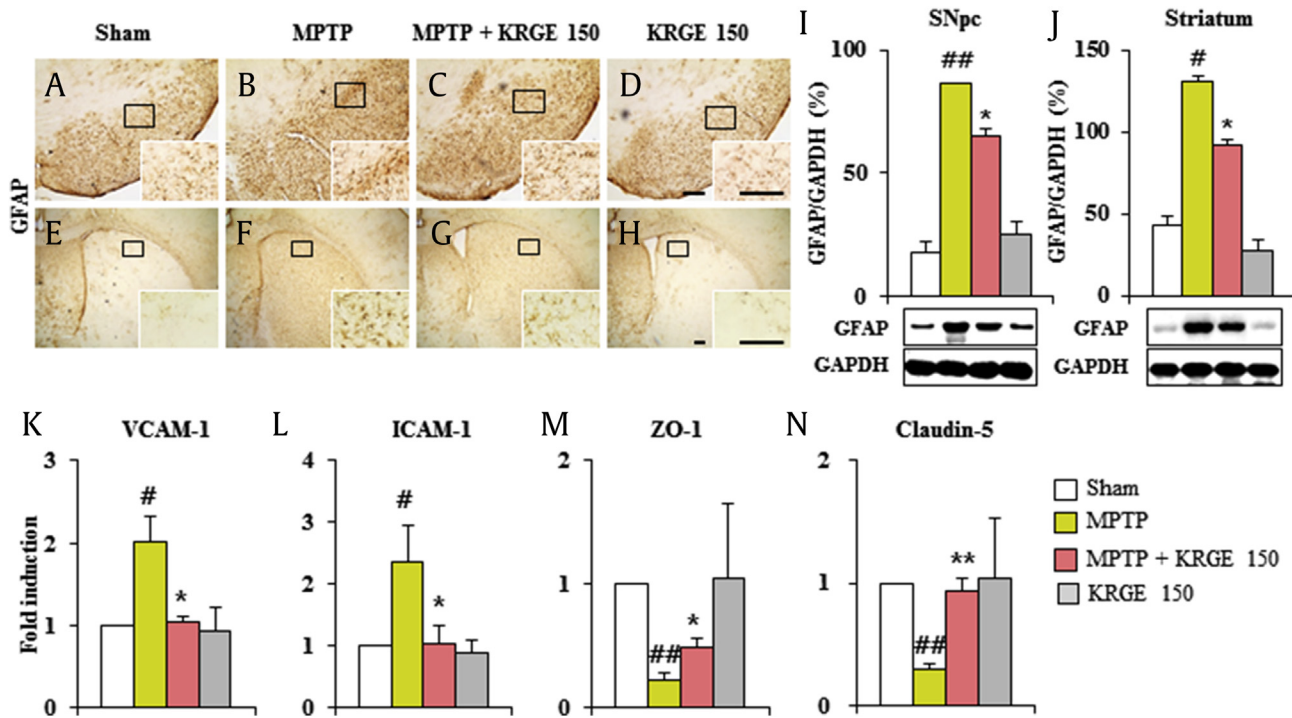 Sham MPTP MPTP + KRGE 150 KRGE 150
GFAP
A B C D
E F G H
I SNpc
GFAP/GAPDH (%)
100
50
0
## *
GFAP
GAPDH
J Striatum
GFAP/GAPDH (%)
150
100
50
0
# *
GFAP
GAPDH
K VCAM-1
Fold induction
3
2
1
0
# *
L ICAM-1
4
3
2
1
0
# *
M ZO-1
2
1
0
## *
N Claudin-5
2
1
0
## **
Sham
MPTP
MPTP + KRGE 150
KRGE 150